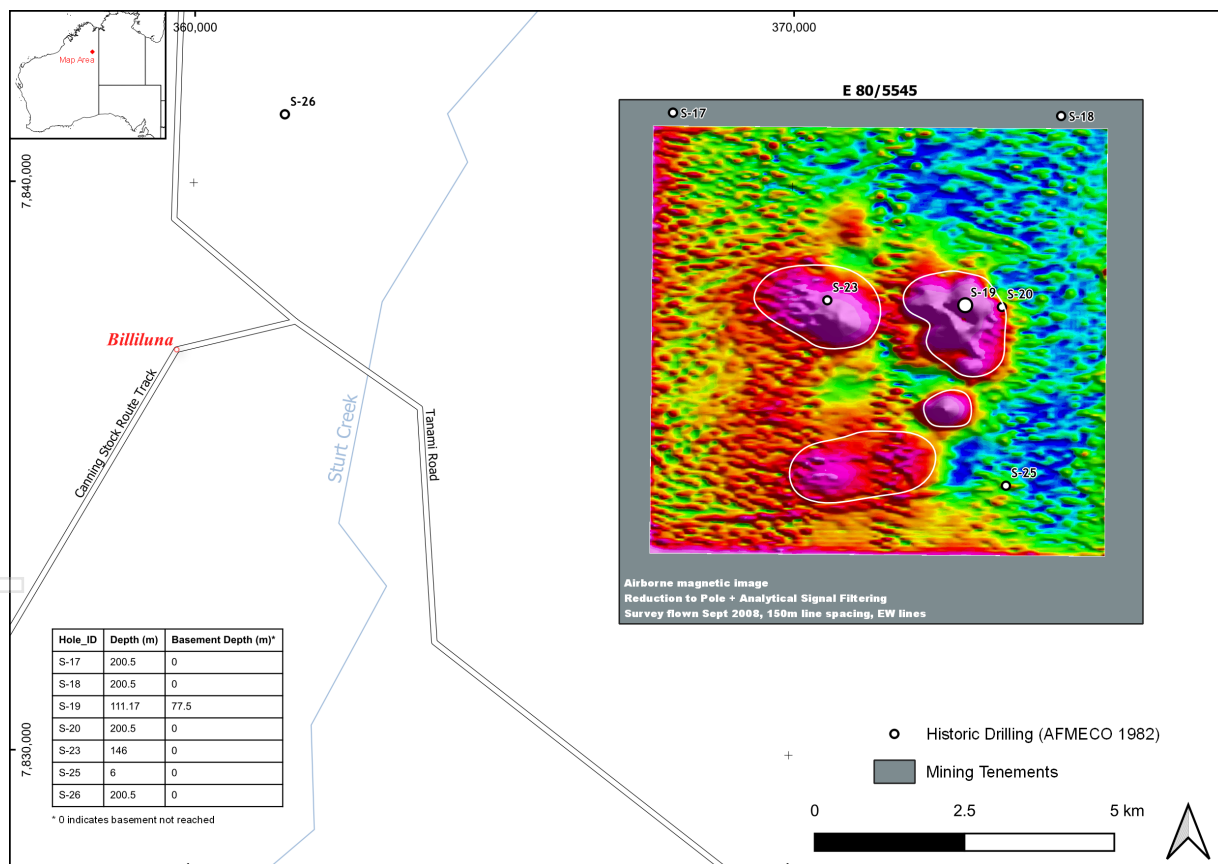 360,000
370,000
Map Area
S-26
E 80/5545
S-17
S-18
7,840,000
S-23
S-19
S-20
Billiluna
Canning Stock Route Track
Sturt Creek
Tanami Road
S-25
Airborne magnetic image
Reduction to Pole + Analytical Signal Filtering
Survey flown Sept 2008, 150m line spacing, EW lines
Hole_ID Depth (m) Basement Depth (m)*
S-17 200.5 0
S-18 200.5 0
S-19 111.17 77.5
S-20 200.5 0
S-23 146 0
S-25 6 0
S-26 200.5 0
* 0 indicates basement not reached
7,830,000
Historic Drilling (AFMECO 1982)
Mining Tenements
0 2.5 5 km